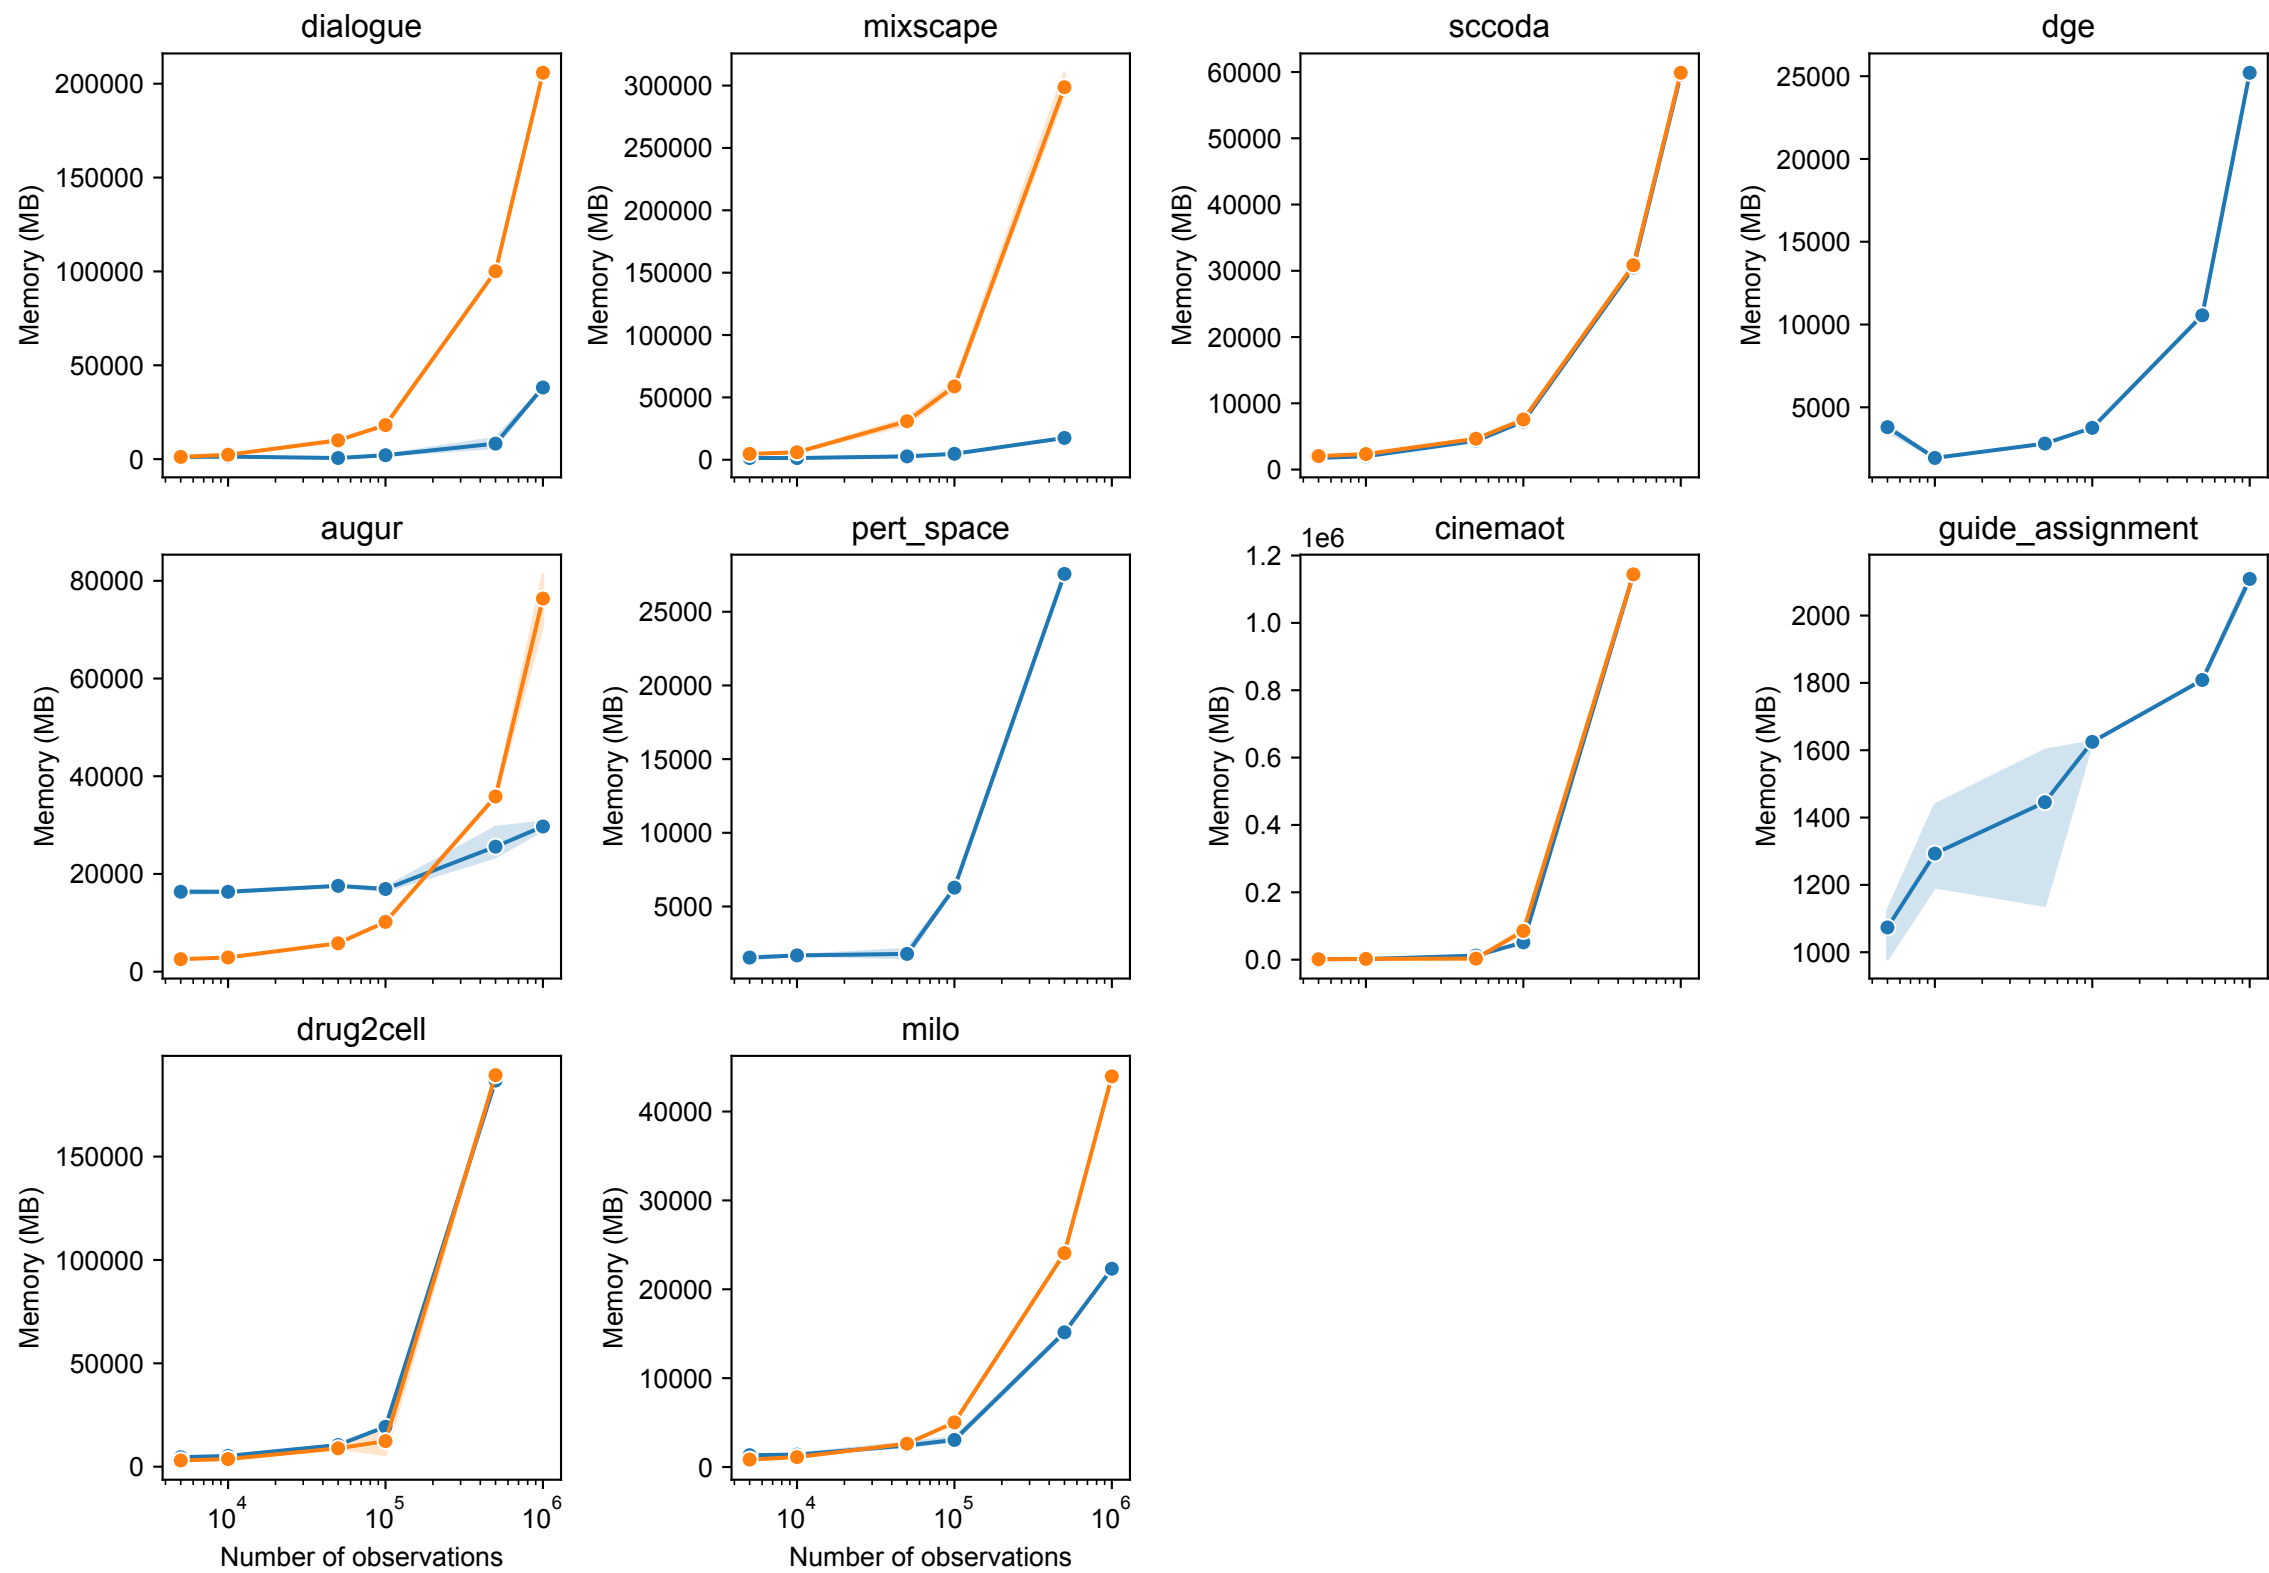 dialogue
Memory (MB)
200000
150000
100000
50000
0
mixscape
Memory (MB)
300000
250000
200000
150000
100000
50000
0
sccoda
Memory (MB)
60000
50000
40000
30000
20000
10000
0
dge
Memory (MB)
25000
20000
15000
10000
5000
augur
Memory (MB)
80000
60000
40000
20000
0
pert_space
Memory (MB)
25000
20000
15000
10000
5000
cinemaot
1e6
Memory (MB)
1.2
1.0
0.8
0.6
0.4
0.2
0.0
guide_assignment
Memory (MB)
2000
1800
1600
1400
1200
1000
drug2cell
Memory (MB)
150000
100000
50000
0
10^4 10^5 10^6
Number of observations
milo
Memory (MB)
40000
30000
20000
10000
0
10^4 10^5 10^6
Number of observations